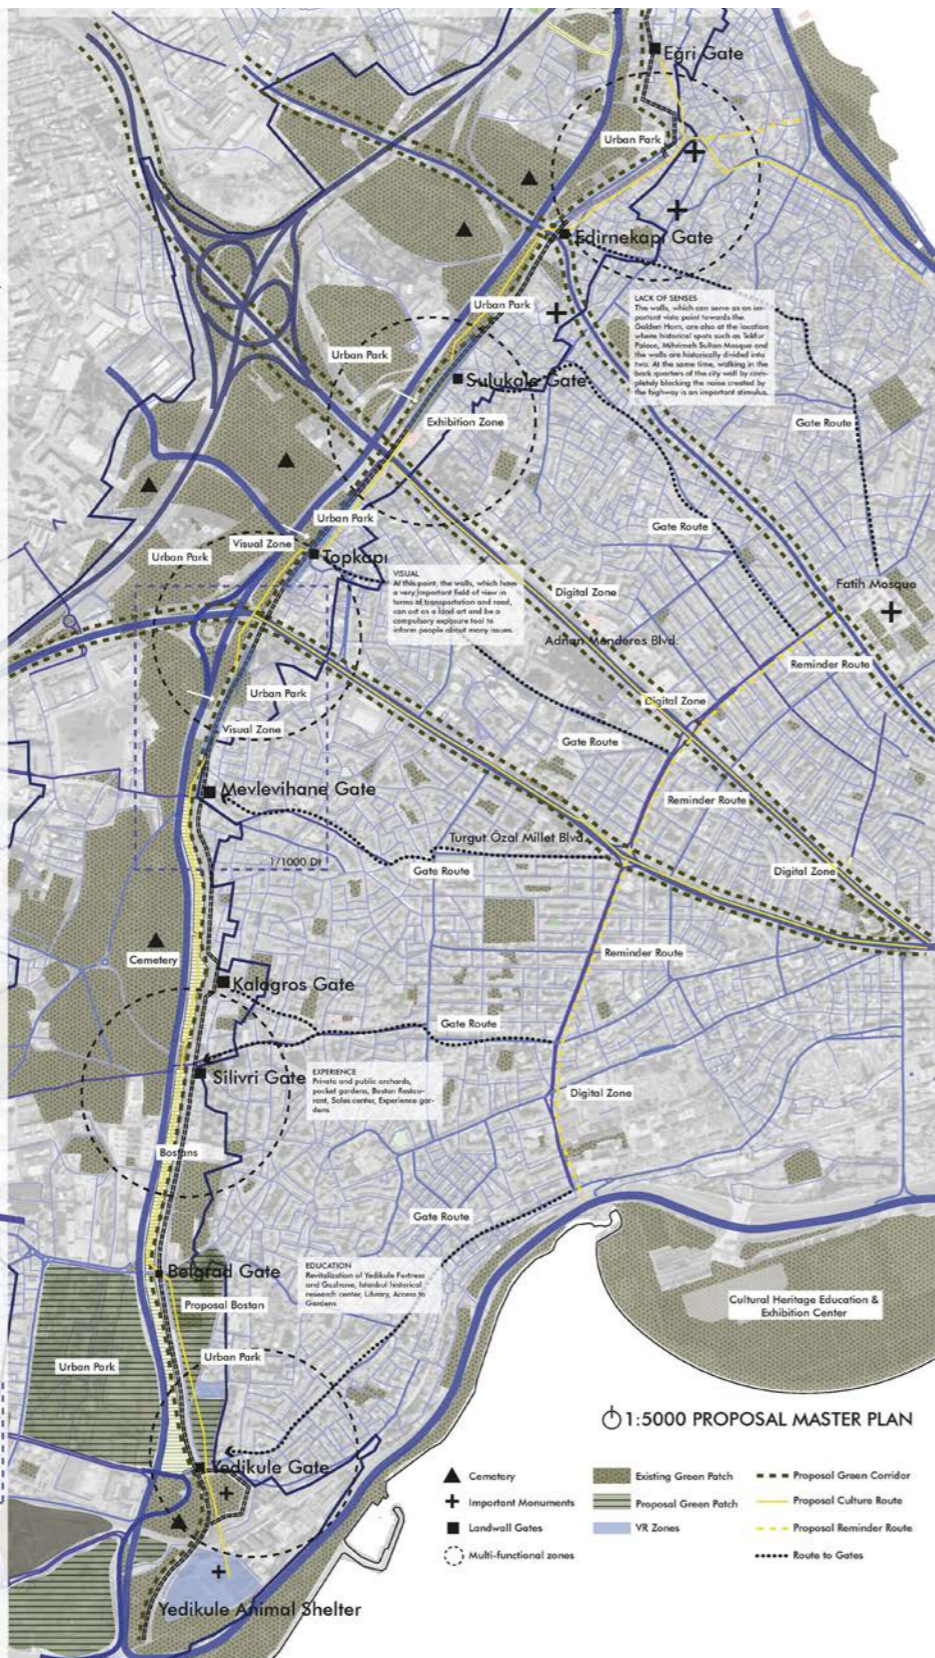 Eğri Gate
Urban Park
Edirnekapı Gate
LACK OF SENSES
The walls, which can serve as an im-
portant vista point towards the
Golden Horn, are also at the location
where historical spots such as Tekfur
Palace, Mihrimah Sultan Mosque and
the walls are historically divided into
two. At the same time, walking in the
back quarters of the city wall by com-
pletely blocking the noise created by
the highway is an important stimulus.
Urban Park
Urban Park
Sulukale Gate
Exhibition Zone
Gate Route
Urban Park
Gate Route
Visual Zone
Urban Park
Topkapı
VISUAL
At this point, the walls, which have
a very important field of view in
terms of transportation and road,
can act as a land art and be a
compulsory exposure tool to
inform people about many issues.
Digital Zone
Fatih Mosque
Adnan Menderes Blvd.
Reminder Route
Urban Park
Digital Zone
Visual Zone
Gate Route
Mevlevihane Gate
Reminder Route
Turgut Özal Millet Blvd.
1/1000 Di
Gate Route
Digital Zone
Cemetery
Reminder Route
Kalagros Gate
Gate Route
Silivri Gate
EXPERIENCE
Private and public orchards,
pocket gardens, Bostan Restau-
rant, Sales center, Experience gar-
dens
Digital Zone
Bostans
Gate Route
Belgrad Gate
EDUCATION
Revitalization of Yedikule Fortress
and Gazhane, Istanbul historical
research center, Library, Access to
Gardens
Proposal Bostan
Cultural Heritage Education &
Exhibition Center
Urban Park
Urban Park
1:5000 PROPOSAL MASTER PLAN
Yedikule Gate
Cemetery
Important Monuments
Landwall Gates
Multi-functional zones
Existing Green Patch
Proposal Green Patch
VR Zones
Proposal Green Corridor
Proposal Culture Route
Proposal Reminder Route
Route to Gates
Yedikule Animal Shelter